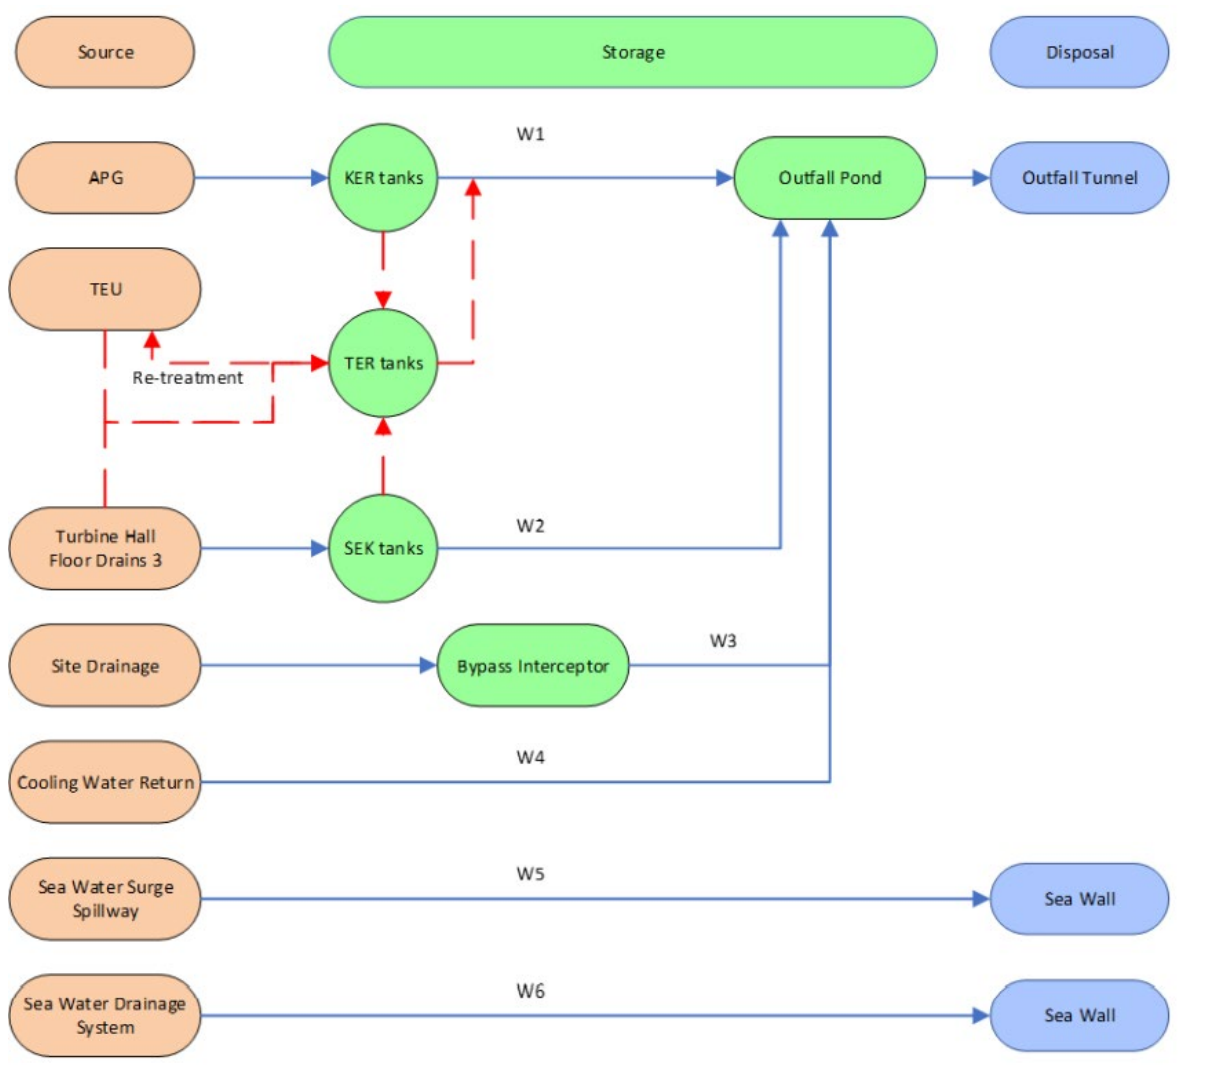 Source
Storage
Disposal
W1
APG
KER tanks
Outfall Pond
Outfall Tunnel
TEU
Re-treatment
TER tanks
Turbine Hall
Floor Drains 3
SEK tanks
W2
Site Drainage
Bypass Interceptor
W3
Cooling Water Return
W4
Sea Water Surge
Spillway
W5
Sea Wall
Sea Water Drainage
System
W6
Sea Wall